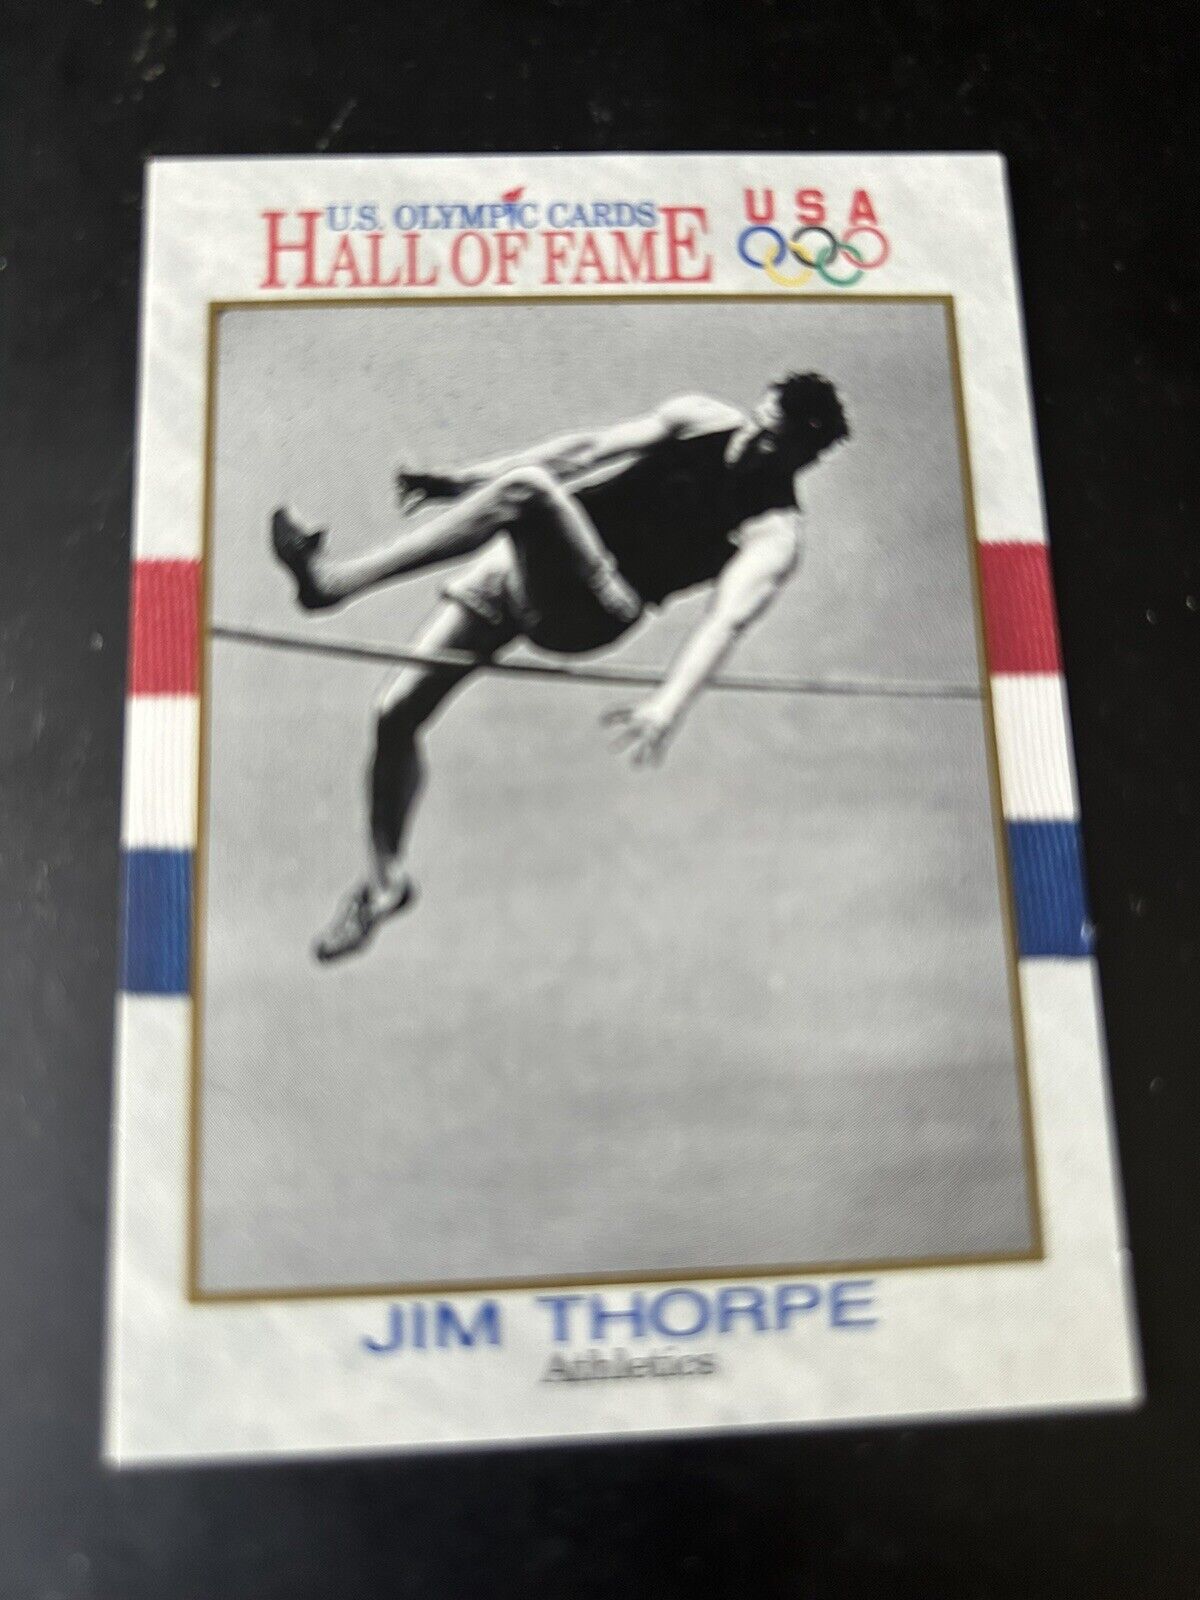 U.S. OLYMPIC CARDS
HALL OF FAME
USA
JIM THORPE
Athletics